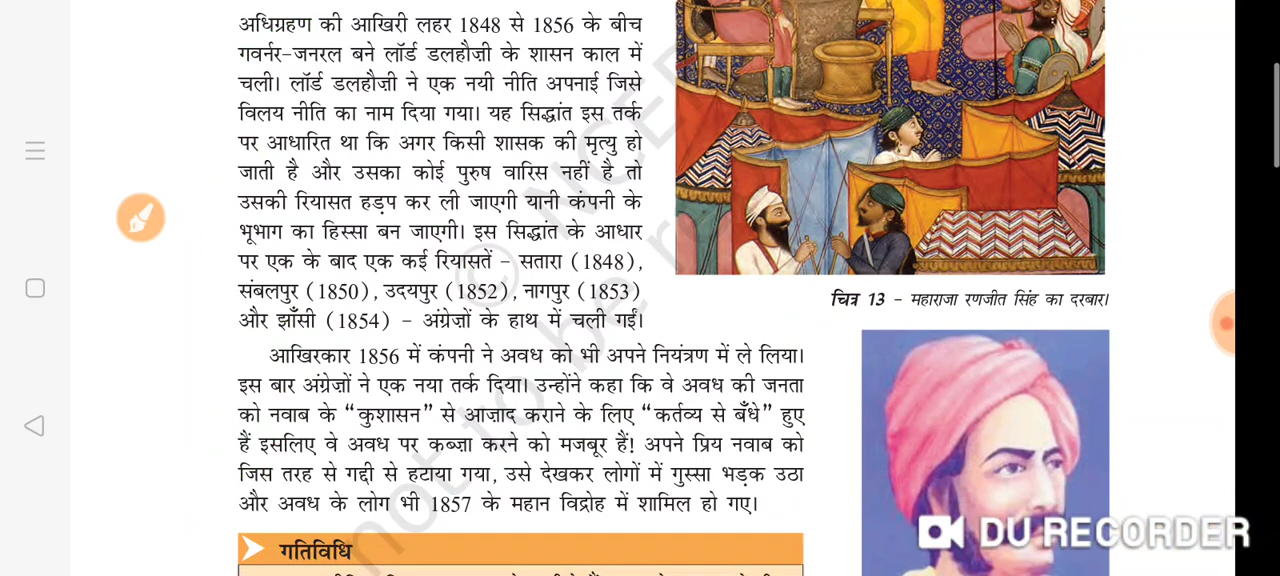 अधिग्रहण की आखिरी लहर 1848 से 1856 के बीच
गवर्नर-जनरल बने लॉर्ड डलहौज़ी के शासन काल में
चली। लॉर्ड डलहौज़ी ने एक नयी नीति अपनाई जिसे
विलय नीति का नाम दिया गया। यह सिद्धांत इस तर्क
पर आधारित था कि अगर किसी शासक की मृत्यु हो
जाती है और उसका कोई पुरुष वारिस नहीं है तो
उसकी रियासत हड़प कर ली जाएगी यानी कंपनी के
भूभाग का हिस्सा बन जाएगी। इस सिद्धांत के आधार
पर एक के बाद एक कई रियासतें – सतारा (1848),
संबलपुर (1850), उदयपुर (1852), नागपुर (1853)
और झाँसी (1854) – अंग्रेज़ों के हाथ में चली गईं।
चित्र 13 – महाराजा रणजीत सिंह का दरबार।
आखिरकार 1856 में कंपनी ने अवध को भी अपने नियंत्रण में ले लिया।
इस बार अंग्रेज़ों ने एक नया तर्क दिया। उन्होंने कहा कि वे अवध की जनता
को नवाब के “कुशासन” से आज़ाद कराने के लिए “कर्तव्य से बँधे” हुए
हैं इसलिए वे अवध पर कब्ज़ा करने को मजबूर हैं! अपने प्रिय नवाब को
जिस तरह से गद्दी से हटाया गया, उसे देखकर लोगों में गुस्सा भड़क उठा
और अवध के लोग भी 1857 के महान विद्रोह में शामिल हो गए।
गतिविधि
© NCE
not to be re
DU RECORDER